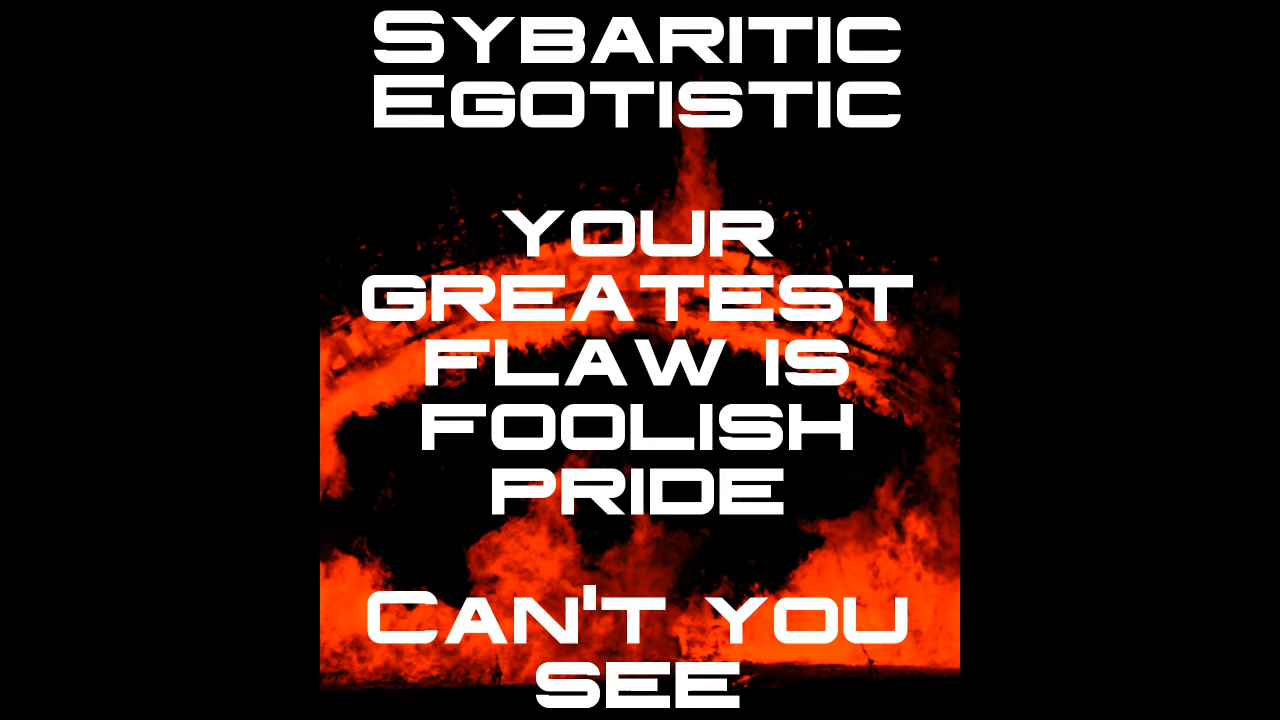 Sybaritic
Egotistic
your
greatest
flaw is
foolish
pride
Can't you
see